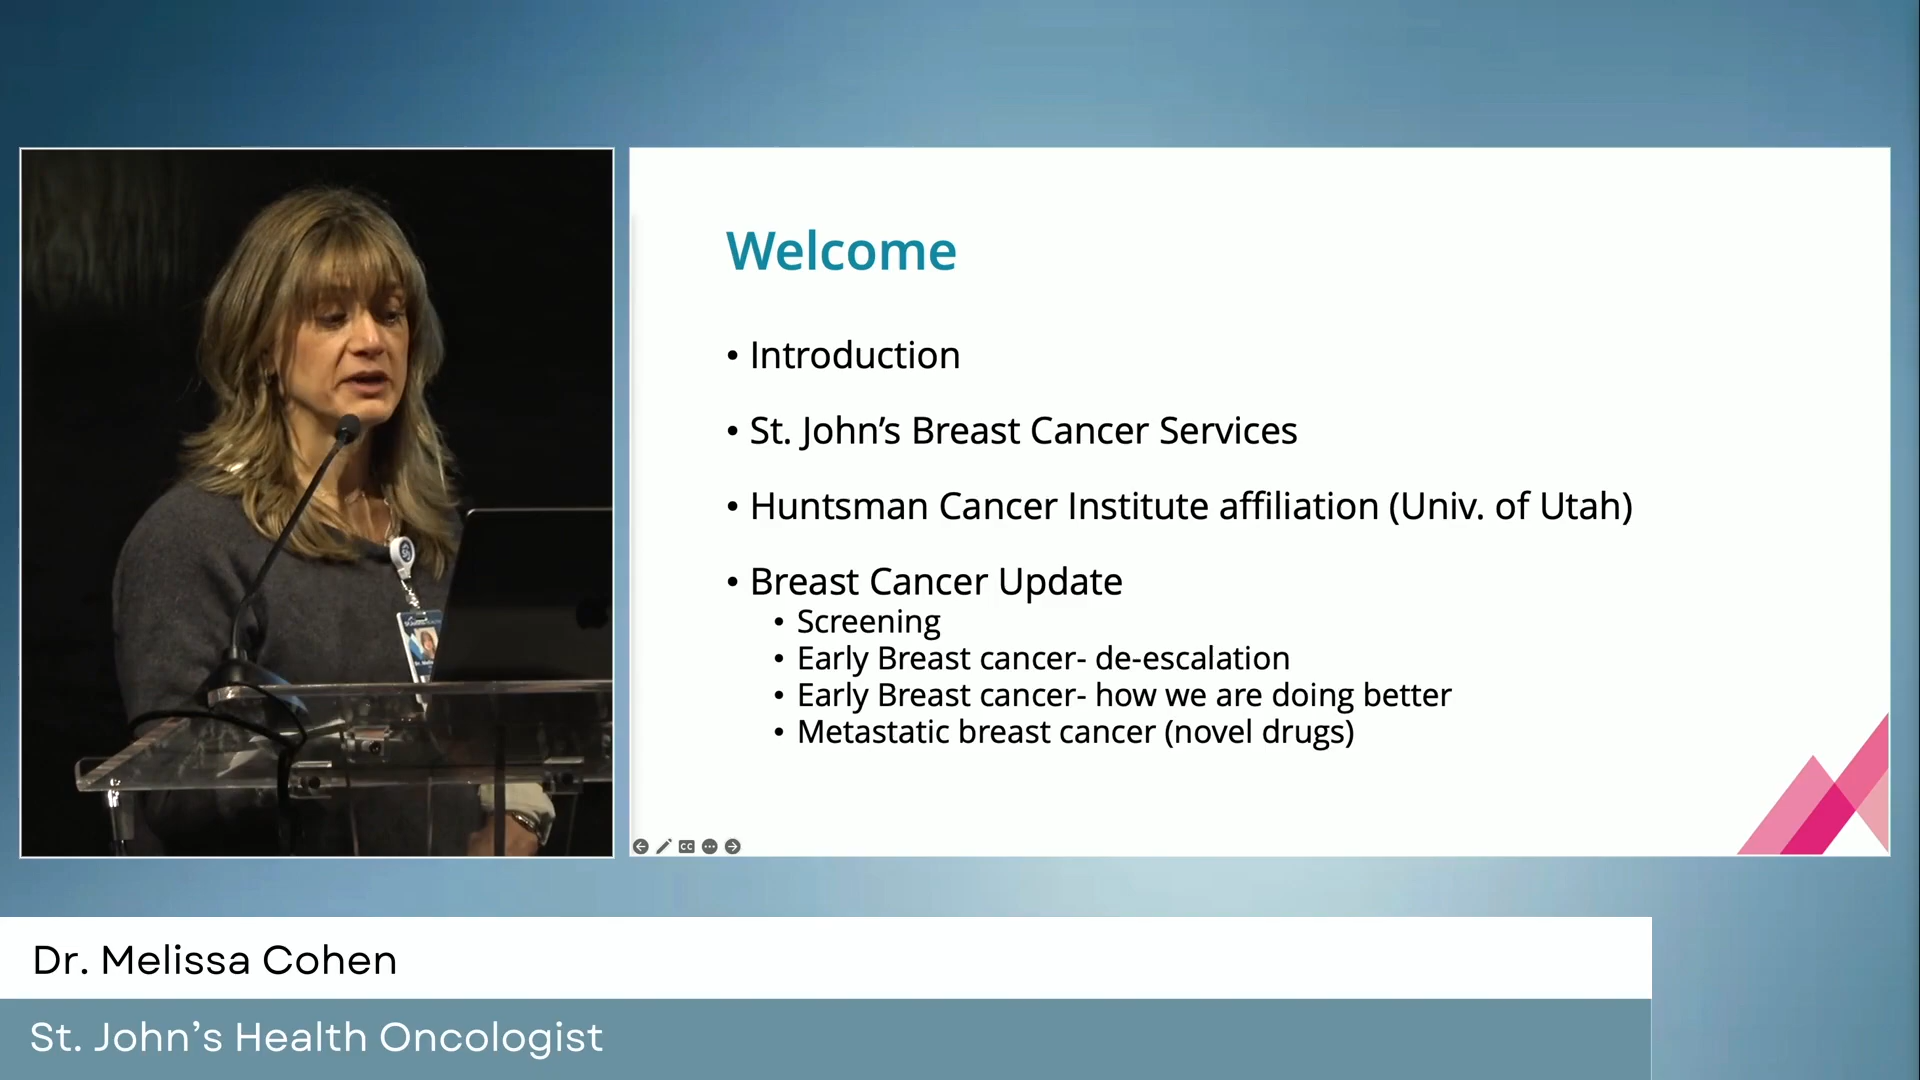 Welcome
• Introduction
• St. John’s Breast Cancer Services
• Huntsman Cancer Institute affiliation (Univ. of Utah)
• Breast Cancer Update
• Screening
• Early Breast cancer- de-escalation
• Early Breast cancer- how we are doing better
• Metastatic breast cancer (novel drugs)
CC
Dr. Melissa Cohen
St. John’s Health Oncologist